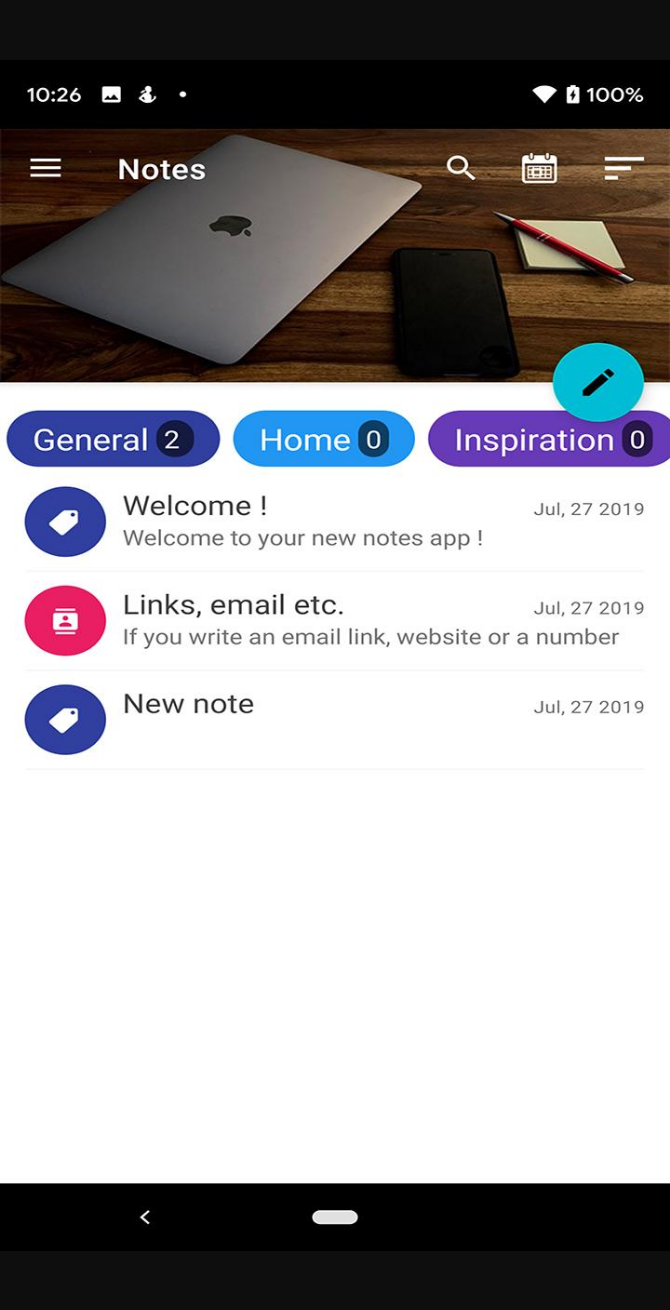 10:26 100%
Notes
General 2 Home 0 Inspiration 0
Welcome ! Jul, 27 2019
Welcome to your new notes app !
Links, email etc. Jul, 27 2019
If you write an email link, website or a number
New note Jul, 27 2019